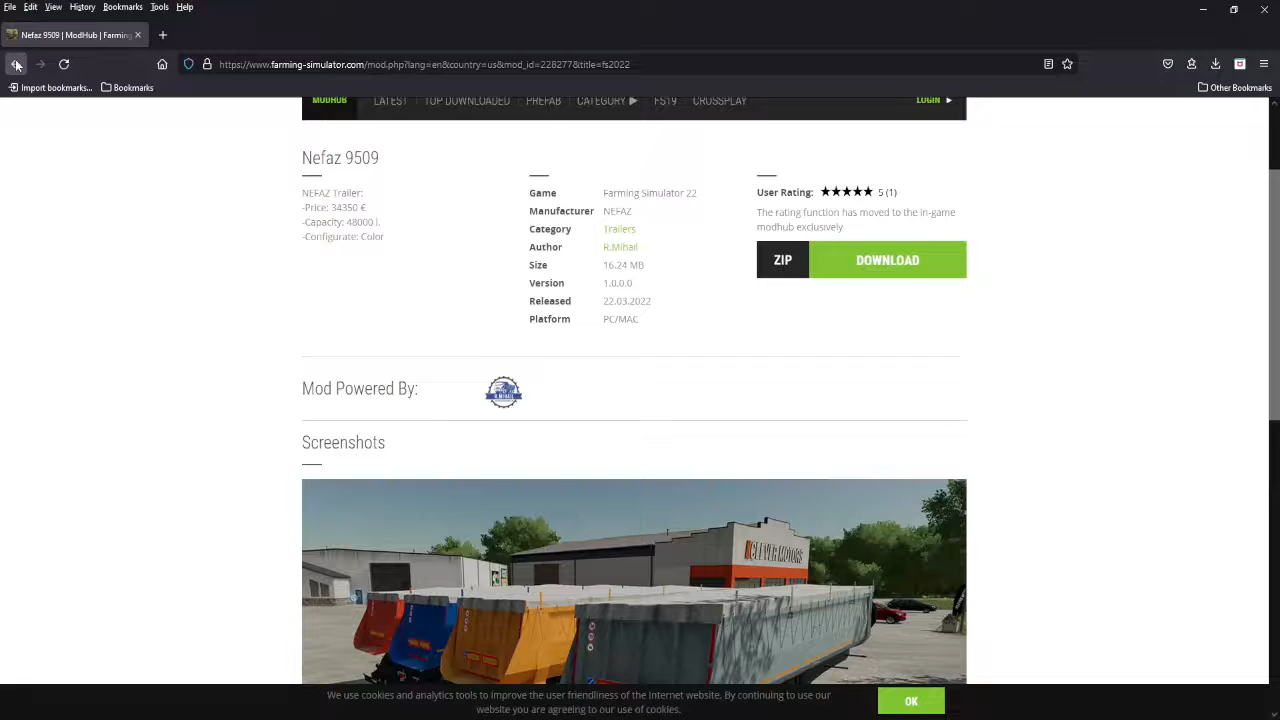 File Edit View History Bookmarks Tools Help
Nefaz 9509 | ModHub | Farming
https://www.farming-simulator.com/mod.php?lang=en&country=us&mod_id=228277&title=fs2022
Import bookmarks... Bookmarks Other Bookmarks
MODHUB LATEST TOP DOWNLOADED PREFAB CATEGORY FS19 CROSSPLAY LOGIN
Nefaz 9509
NEFAZ Trailer:
-Price: 34350 €
-Capacity: 48000 l.
-Configurate: Color
Game Farming Simulator 22
Manufacturer NEFAZ
Category Trailers
Author R.Mihail
Size 16.24 MB
Version 1.0.0.0
Released 22.03.2022
Platform PC/MAC
User Rating: 5 (1)
The rating function has moved to the in-game
modhub exclusively
ZIP DOWNLOAD
Mod Powered By:
R.MIHAIL
Screenshots
CLEVER MOTORS
We use cookies and analytics tools to improve the user friendliness of the Internet website. By continuing to use our
website you are agreeing to our use of cookies.
OK